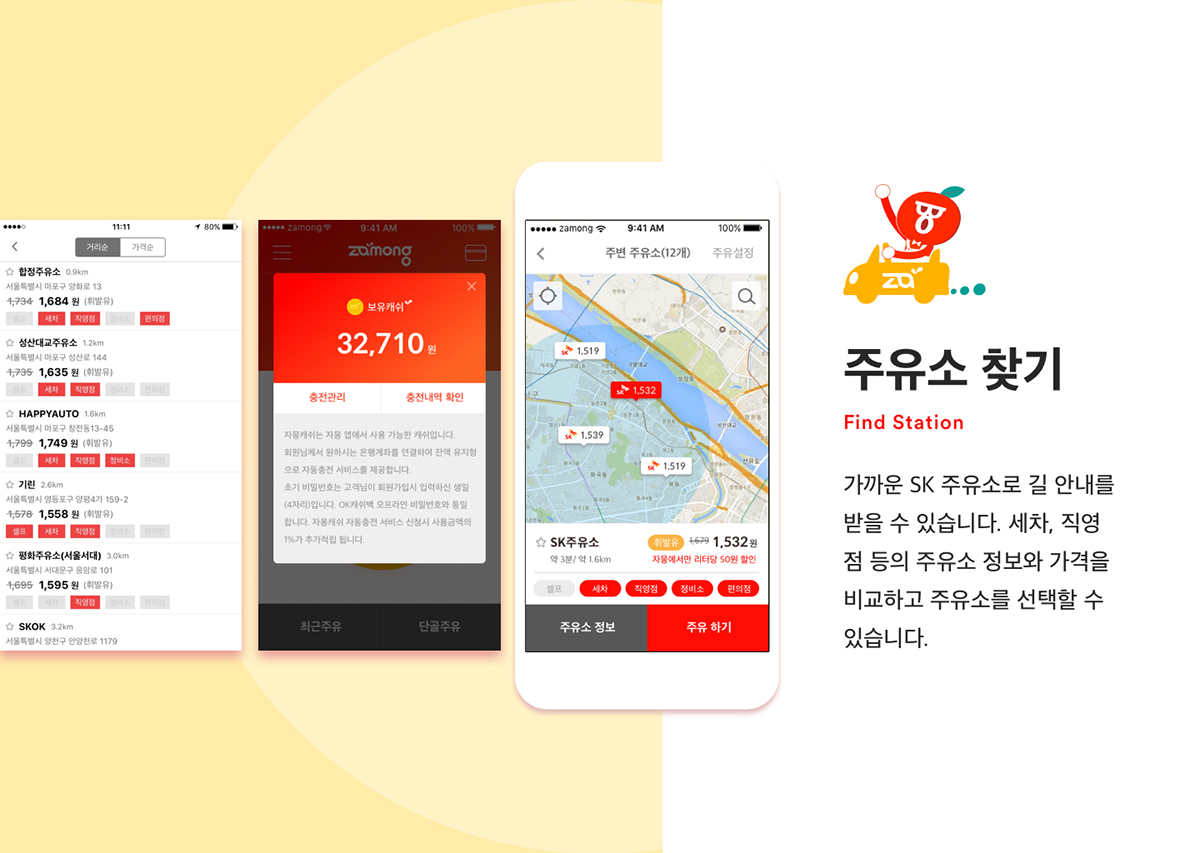 11:11
80%
거리순
가격순
합정주유소 0.9km
서울특별시 마포구 양화로 13
1,734 1,684 원 (휘발유)
셀프 세차 직영점 정비소 편의점
성산대교주유소 1.2km
서울특별시 마포구 성산로 144
1,735 1,635 원 (휘발유)
셀프 세차 직영점 정비소 편의점
HAPPYAUTO 1.6km
서울특별시 마포구 창전동13-45
1,799 1,749 원 (휘발유)
셀프 세차 직영점 정비소 편의점
기린 2.6km
서울특별시 영등포구 양평4가 159-2
1,578 1,558 원 (휘발유)
셀프 세차 직영점 정비소 편의점
평화주유소(서울서대) 3.0km
서울특별시 서대문구 응암로 101
1,695 1,595 원 (휘발유)
셀프 세차 직영점 정비소 편의점
SKOK 3.2km
서울특별시 양천구 안양천로 1179
zamong 9:41 AM 100%
zamong
보유캐쉬
32,710 원
충전관리
충전내역 확인
자몽캐쉬는 자몽 앱에서 사용 가능한 캐쉬입니다.
회원님께서 원하시는 은행계좌를 연결하여 잔액 유지형
으로 자동충전 서비스를 제공합니다.
초기 비밀번호는 고객님이 회원가입시 입력하신 생일
(4자리)입니다. OK캐쉬백 오프라인 비밀번호와 동일
합니다. 자몽캐쉬 자동충전 서비스 신청시 사용금액의
1%가 추가적립 됩니다.
최근주유
단골주유
zamong 9:41 AM 100%
주변 주유소(12개)
주유설정
SK 1,519
SK 1,532
SK 1,539
SK 1,519
SK주유소
휘발유 1,679 1,532원
약 3분/ 약 1.6km
자몽에서만 리터당 50원 할인
셀프 세차 직영점 정비소 편의점
주유소 정보
주유 하기
za
주유소 찾기
Find Station
가까운 SK 주유소로 길 안내를
받을 수 있습니다. 세차, 직영
점 등의 주유소 정보와 가격을
비교하고 주유소를 선택할 수
있습니다.